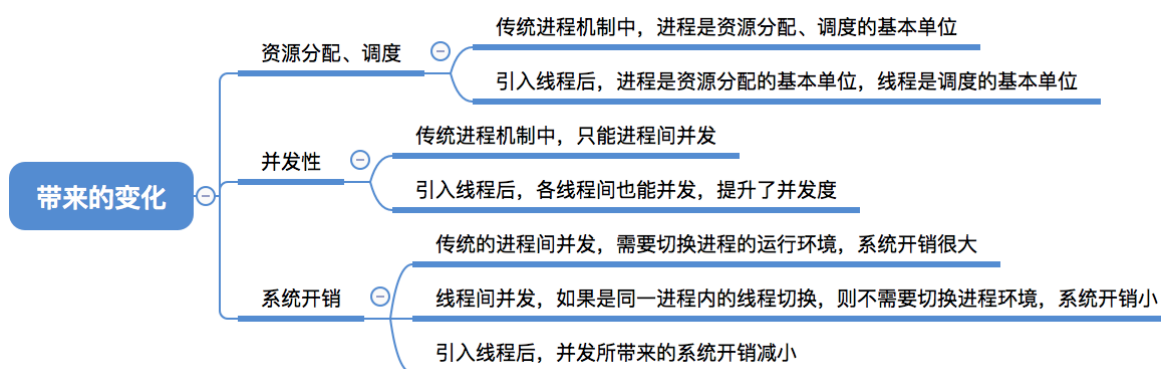 带来的变化
资源分配、调度
传统进程机制中，进程是资源分配、调度的基本单位
引入线程后，进程是资源分配的基本单位，线程是调度的基本单位
并发性
传统进程机制中，只能进程间并发
引入线程后，各线程间也能并发，提升了并发度
系统开销
传统的进程间并发，需要切换进程的运行环境，系统开销很大
线程间并发，如果是同一进程内的线程切换，则不需要切换进程环境，系统开销小
引入线程后，并发所带来的系统开销减小